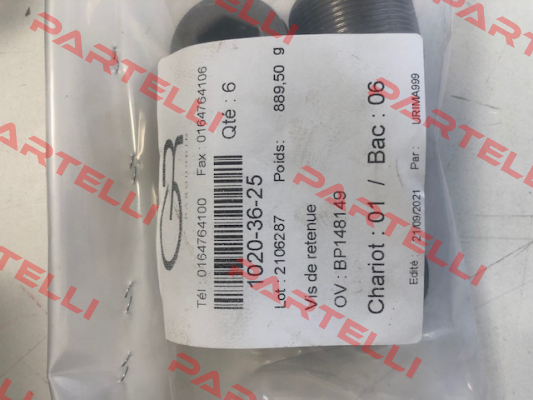 Tél : 0164764100 Fax : 0164764106
1020-36-25 Qté : 6
Lot : 2106287 Poids: 889,50 g
Vis de retenue
OV : BP148149
Chariot : 01 / Bac : 06
Edité : 21/09/2021 Par : URIMA999
PARTELLI
PARTELLI
PARTELLI
PARTELLI
PARTELLI
PARTELLI